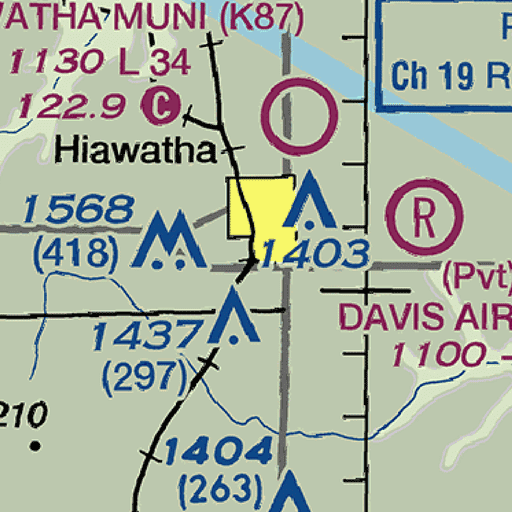 WATHA MUNI (K87)
1130 L 34
122.9 C
Ch 19 R
Hiawatha
1568
(418)
R
1403
(Pvt)
DAVIS AIR
1437
1100 -
(297)
210
1404
(263)